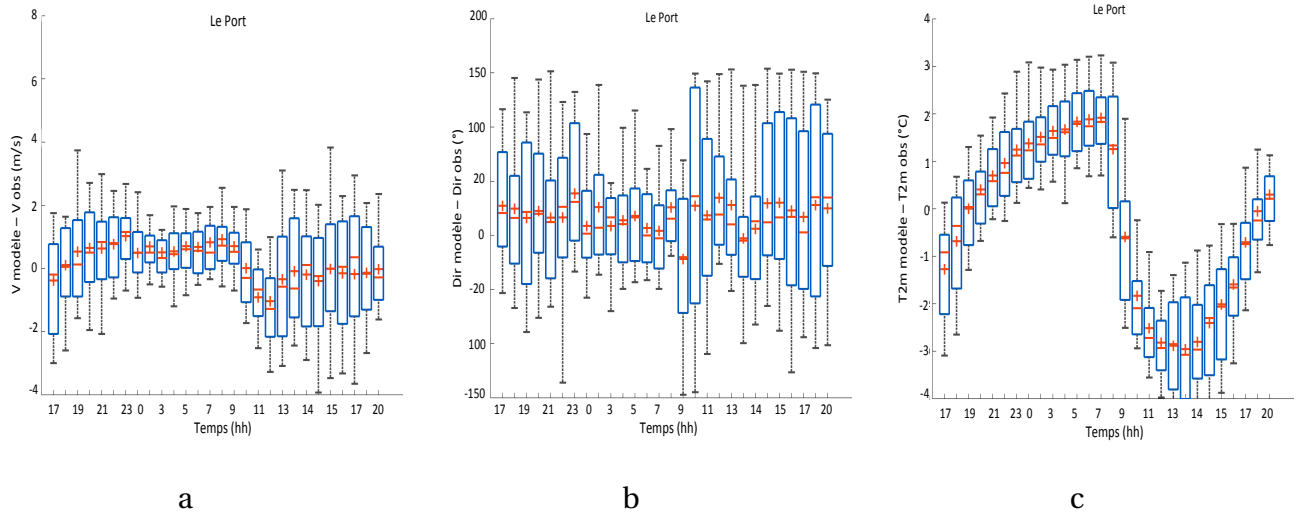 Le Port
V modèle – V obs (m/s)
8
6
4
2
0
-2
-4
17 19 21 23 0 3 5 7 9 11 13 14 15 17 20
Temps (hh)
a
Le Port
Dir modèle – Dir obs (°)
200
150
100
20
0
-20
100
-150
17 19 21 23 0 3 5 7 9 11 13 14 15 17 20
Temps (hh)
b
Le Port
T2m modèle – T2m obs (°C)
4
3
2
1
0
-1
-2
-3
-4
17 19 21 23 0 3 5 7 9 11 13 14 15 17 20
Temps (hh)
c